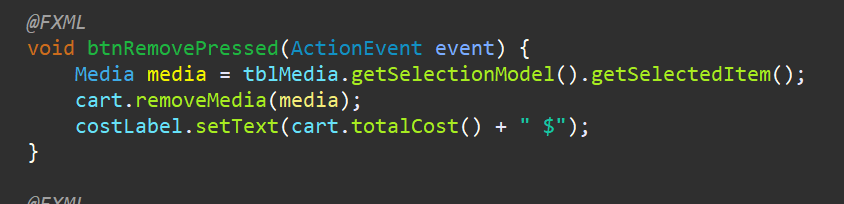 @FXML
void btnRemovePressed(ActionEvent event) {
    Media media = tblMedia.getSelectionModel().getSelectedItem();
    cart.removeMedia(media);
    costLabel.setText(cart.totalCost() + " $");
}
@FXML